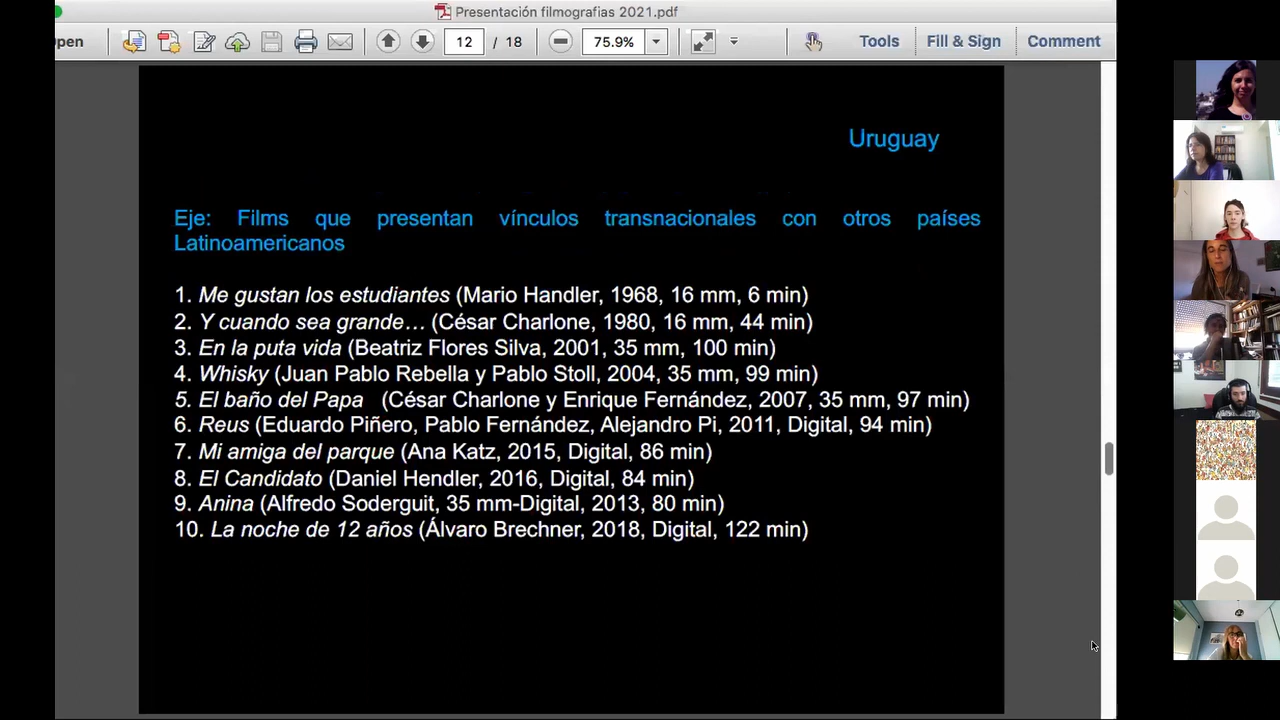 Presentación filmografias 2021.pdf
pen
12 / 18
75.9%
Tools
Fill & Sign
Comment
Uruguay
Eje: Films que presentan vínculos transnacionales con otros países
Latinoamericanos
1. Me gustan los estudiantes (Mario Handler, 1968, 16 mm, 6 min)
2. Y cuando sea grande… (César Charlone, 1980, 16 mm, 44 min)
3. En la puta vida (Beatriz Flores Silva, 2001, 35 mm, 100 min)
4. Whisky (Juan Pablo Rebella y Pablo Stoll, 2004, 35 mm, 99 min)
5. El baño del Papa (César Charlone y Enrique Fernández, 2007, 35 mm, 97 min)
6. Reus (Eduardo Piñero, Pablo Fernández, Alejandro Pi, 2011, Digital, 94 min)
7. Mi amiga del parque (Ana Katz, 2015, Digital, 86 min)
8. El Candidato (Daniel Hendler, 2016, Digital, 84 min)
9. Anina (Alfredo Soderguit, 35 mm-Digital, 2013, 80 min)
10. La noche de 12 años (Álvaro Brechner, 2018, Digital, 122 min)